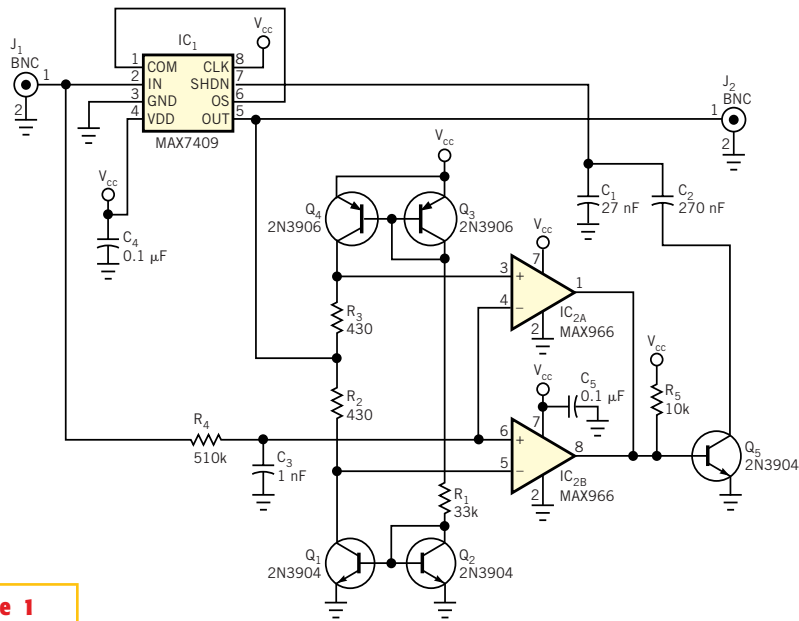 J1
BNC
1
2
IC1
VCC
1 COM CLK 8
2 IN SHDN 7
3 GND OS 6
4 VDD OUT 5
MAX7409
J2
BNC
1
2
VCC
C4
0.1 µF
VCC
Q4
2N3906
Q3
2N3906
C1
27 nF
C2
270 nF
VCC
3 +
4 −
7
1
2
IC2A
MAX966
R3
430
R2
430
VCC
C5
0.1 µF
VCC
R5
10k
R4
510k
C3
1 nF
6 +
5 −
7
8
2
IC2B
MAX966
Q5
2N3904
R1
33k
Q1
2N3904
Q2
2N3904
e 1